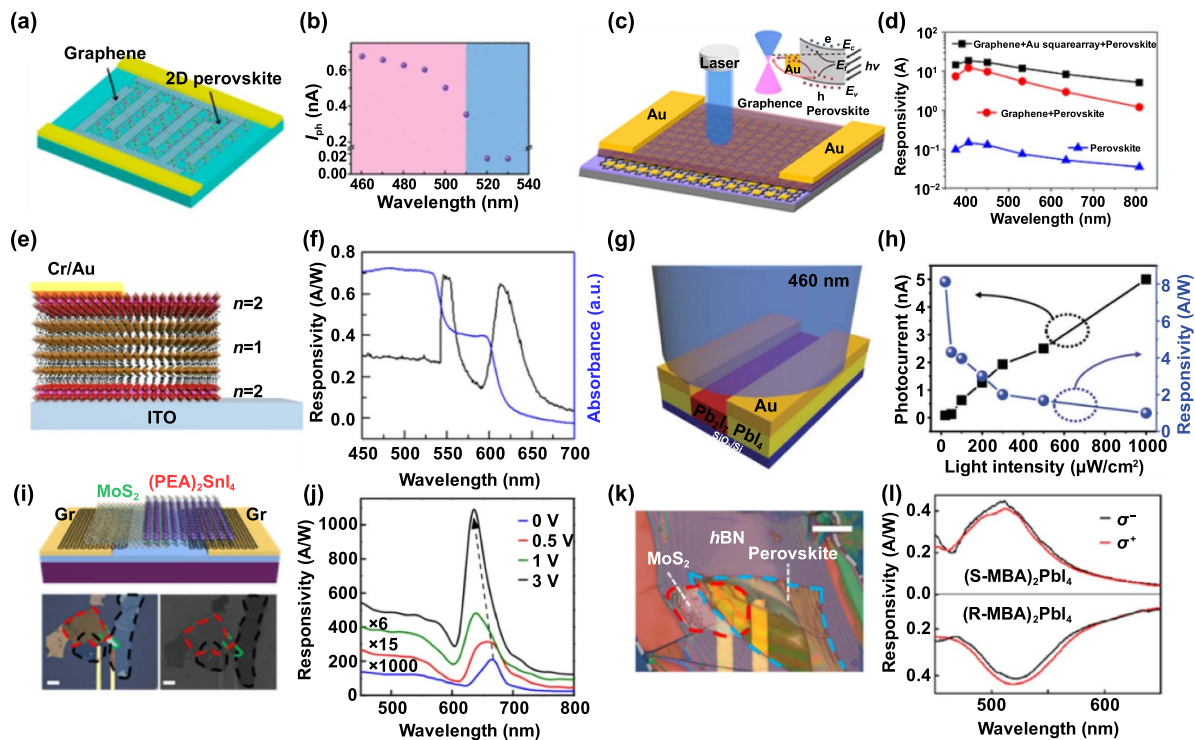 (a)
Graphene
2D perovskite
(b)
I_ph (nA)
0.8
0.6
0.4
0.2
0.02
0.00
460 480 500 520 540
Wavelength (nm)
(c)
Laser
e
E_c
E_f
hv
Au
h
E_v
Graphence
Perovskite
Au
Au
(d)
Responsivity (A)
10²
10¹
10⁰
10⁻¹
10⁻²
Graphene+Au squarearray+Perovskite
Graphene+Perovskite
Perovskite
400 500 600 700 800
Wavelength (nm)
(e)
Cr/Au
n=2
n=1
n=2
ITO
(f)
Responsivity (A/W)
0.8
0.6
0.4
0.2
0.0
Absorbance (a.u.)
450 500 550 600 650 700
Wavelength (nm)
(g)
460 nm
Au
Pb₂I₇ PbI₄
SiO₂/Si
(h)
Photocurrent (nA)
5
4
3
2
1
0
8
6
4
2
0
Responsivity (A/W)
0 200 400 600 800 1000
Light intensity (μW/cm²)
(i)
MoS₂
(PEA)₂SnI₄
Gr
Gr
(j)
Responsivity (A/W)
1000
800
600
400
200
0
0 V
0.5 V
1 V
3 V
×6
×15
×1000
500 600 700 800
Wavelength (nm)
(k)
hBN
Perovskite
MoS₂
(l)
Responsivity (A/W)
0.4
0.2
0.2
0.4
σ⁻
σ⁺
(S-MBA)₂PbI₄
(R-MBA)₂PbI₄
500 600
Wavelength (nm)